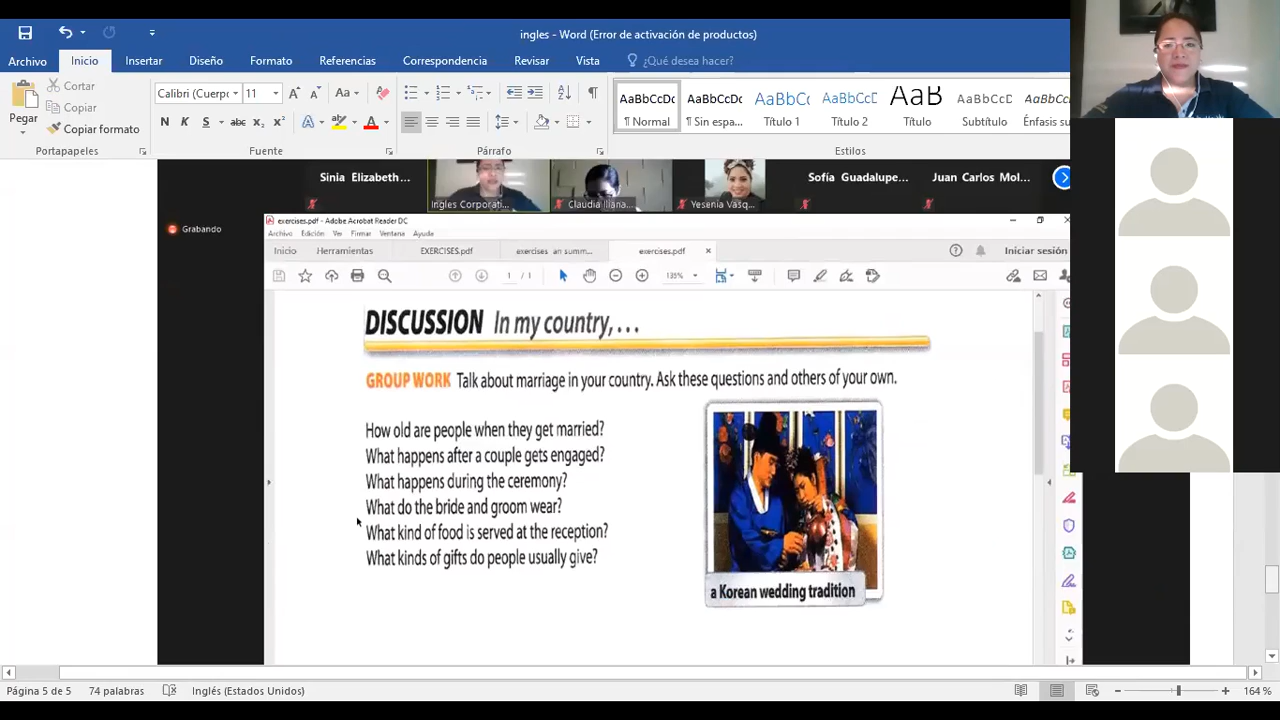 ingles - Word (Error de activación de productos)
Archivo Inicio Insertar Diseño Formato Referencias Correspondencia Revisar Vista ¿Qué desea hacer?
Pegar
Cortar
Copiar
Copiar formato
Calibri (Cuerpo 11
AaBbCcDc AaBbCcDc AaBbCc AaBbCcD AaB AaBbCcD AaBbCcD
¶ Normal ¶ Sin espa... Título 1 Título 2 Título Subtítulo Énfasis su
Portapapeles Fuente Párrafo Estilos
Sinia Elizabeth... Sofía Guadalupe... Juan Carlos Mol...
Ingles Corporati... Claudia Iliana... Yesenia Vasq...
Grabando
exercises.pdf - Adobe Acrobat Reader DC
Archivo Edición Ver Firmar Ventana Ayuda
Inicio Herramientas EXERCISES.pdf exercises an summ... exercises.pdf Iniciar sesión
1 / 1 135%
DISCUSSION In my country, . . .
GROUP WORK Talk about marriage in your country. Ask these questions and others of your own.
How old are people when they get married?
What happens after a couple gets engaged?
What happens during the ceremony?
What do the bride and groom wear?
What kind of food is served at the reception?
What kinds of gifts do people usually give?
a Korean wedding tradition
Página 5 de 5 74 palabras Inglés (Estados Unidos) 164 %